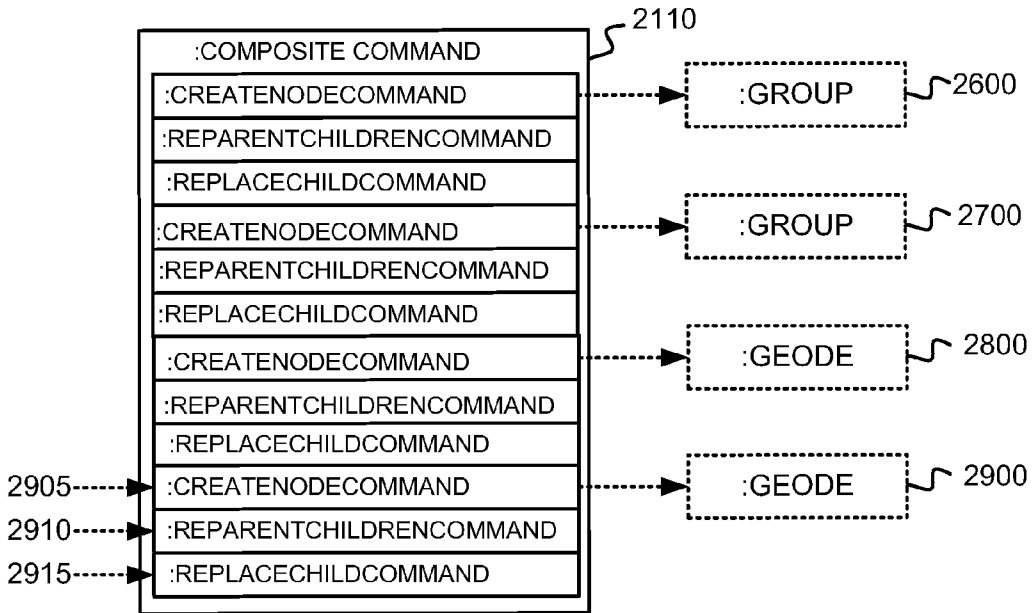 2110
:COMPOSITE COMMAND
:CREATENODECOMMAND
:GROUP
2600
:REPARENTCHILDRENCOMMAND
:REPLACECHILDCOMMAND
:CREATENODECOMMAND
:GROUP
2700
:REPARENTCHILDRENCOMMAND
:REPLACECHILDCOMMAND
:CREATENODECOMMAND
:GEODE
2800
:REPARENTCHILDRENCOMMAND
:REPLACECHILDCOMMAND
2905
:CREATENODECOMMAND
:GEODE
2900
2910
:REPARENTCHILDRENCOMMAND
2915
:REPLACECHILDCOMMAND